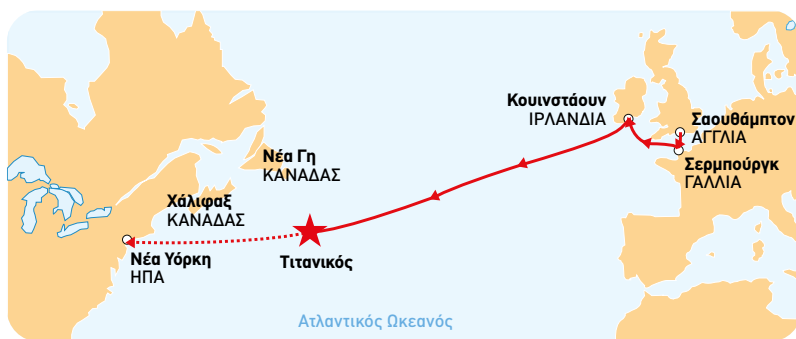 Κουινστάουν
ΙΡΛΑΝΔΙΑ
Σαουθάμπτον
ΑΓΓΛΙΑ
Σερμπούργκ
ΓΑΛΛΙΑ
Νέα Γη
ΚΑΝΑΔΑΣ
Χάλιφαξ
ΚΑΝΑΔΑΣ
Νέα Υόρκη
ΗΠΑ
Τιτανικός
Ατλαντικός Ωκεανός